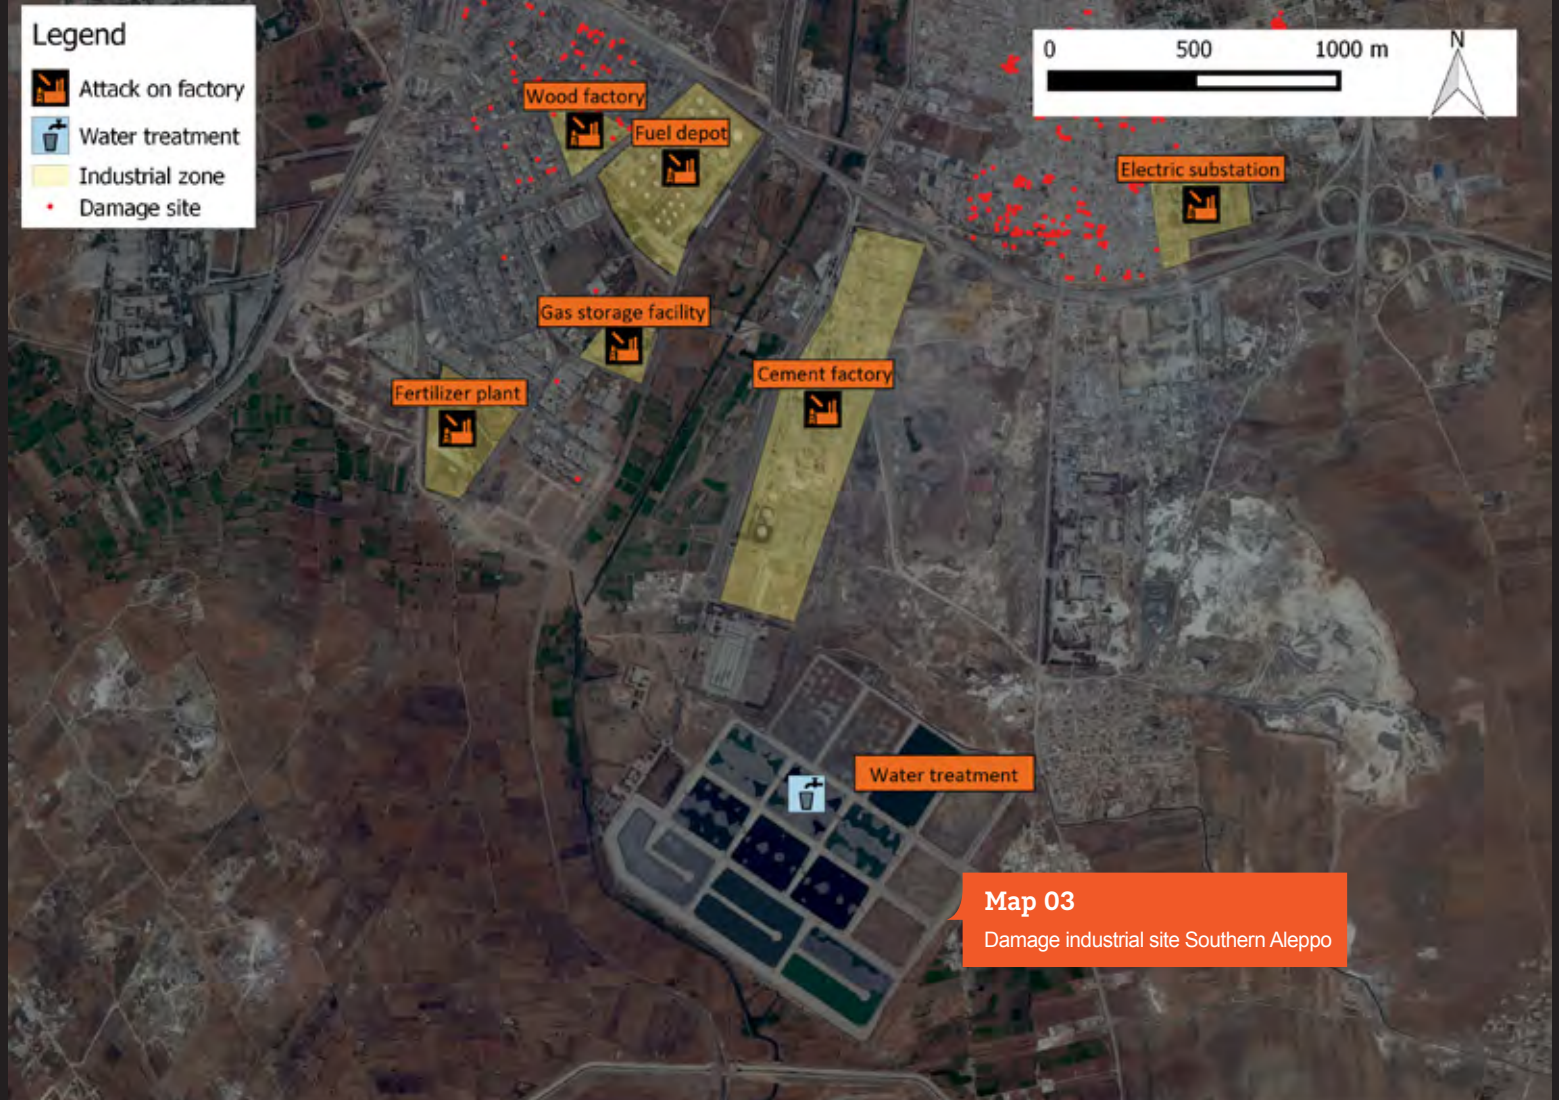 Legend
Attack on factory
Water treatment
Industrial zone
Damage site
0 500 1000 m
N
Wood factory
Fuel depot
Electric substation
Gas storage facility
Cement factory
Fertilizer plant
Water treatment
Map 03
Damage industrial site Southern Aleppo